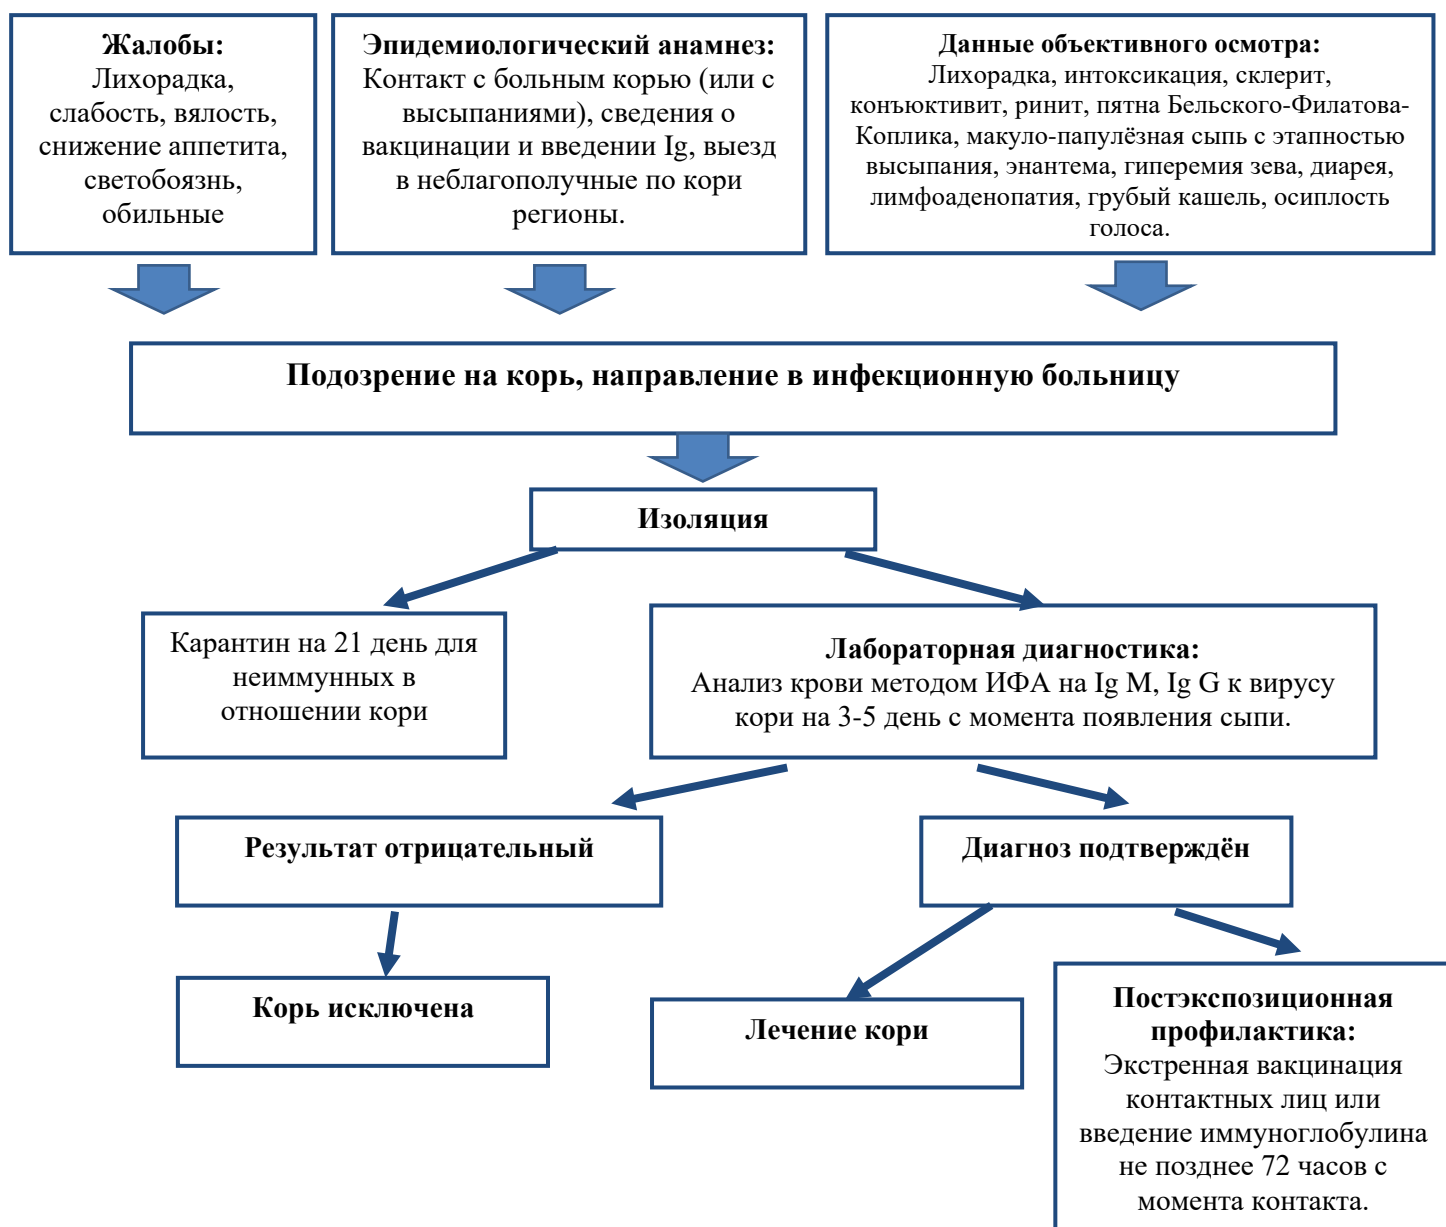 Жалобы:
Лихорадка,
слабость, вялость,
снижение аппетита,
светобоязнь,
обильные
Эпидемиологический анамнез:
Контакт с больным корью (или с
высыпаниями), сведения о
вакцинации и введении Ig, выезд
в неблагополучные по кори
регионы.
Данные объективного осмотра:
Лихорадка, интоксикация, склерит,
конъюктивит, ринит, пятна Бельского-Филатова-
Коплика, макуло-папулёзная сыпь с этапностью
высыпания, энантема, гиперемия зева, диарея,
лимфоаденопатия, грубый кашель, осиплость
голоса.
Подозрение на корь, направление в инфекционную больницу
Изоляция
Карантин на 21 день для
неиммунных в
отношении кори
Лабораторная диагностика:
Анализ крови методом ИФА на Ig M, Ig G к вирусу
кори на 3-5 день с момента появления сыпи.
Результат отрицательный
Диагноз подтверждён
Корь исключена
Лечение кори
Постэкспозиционная
профилактика:
Экстренная вакцинация
контактных лиц или
введение иммуноглобулина
не позднее 72 часов с
момента контакта.